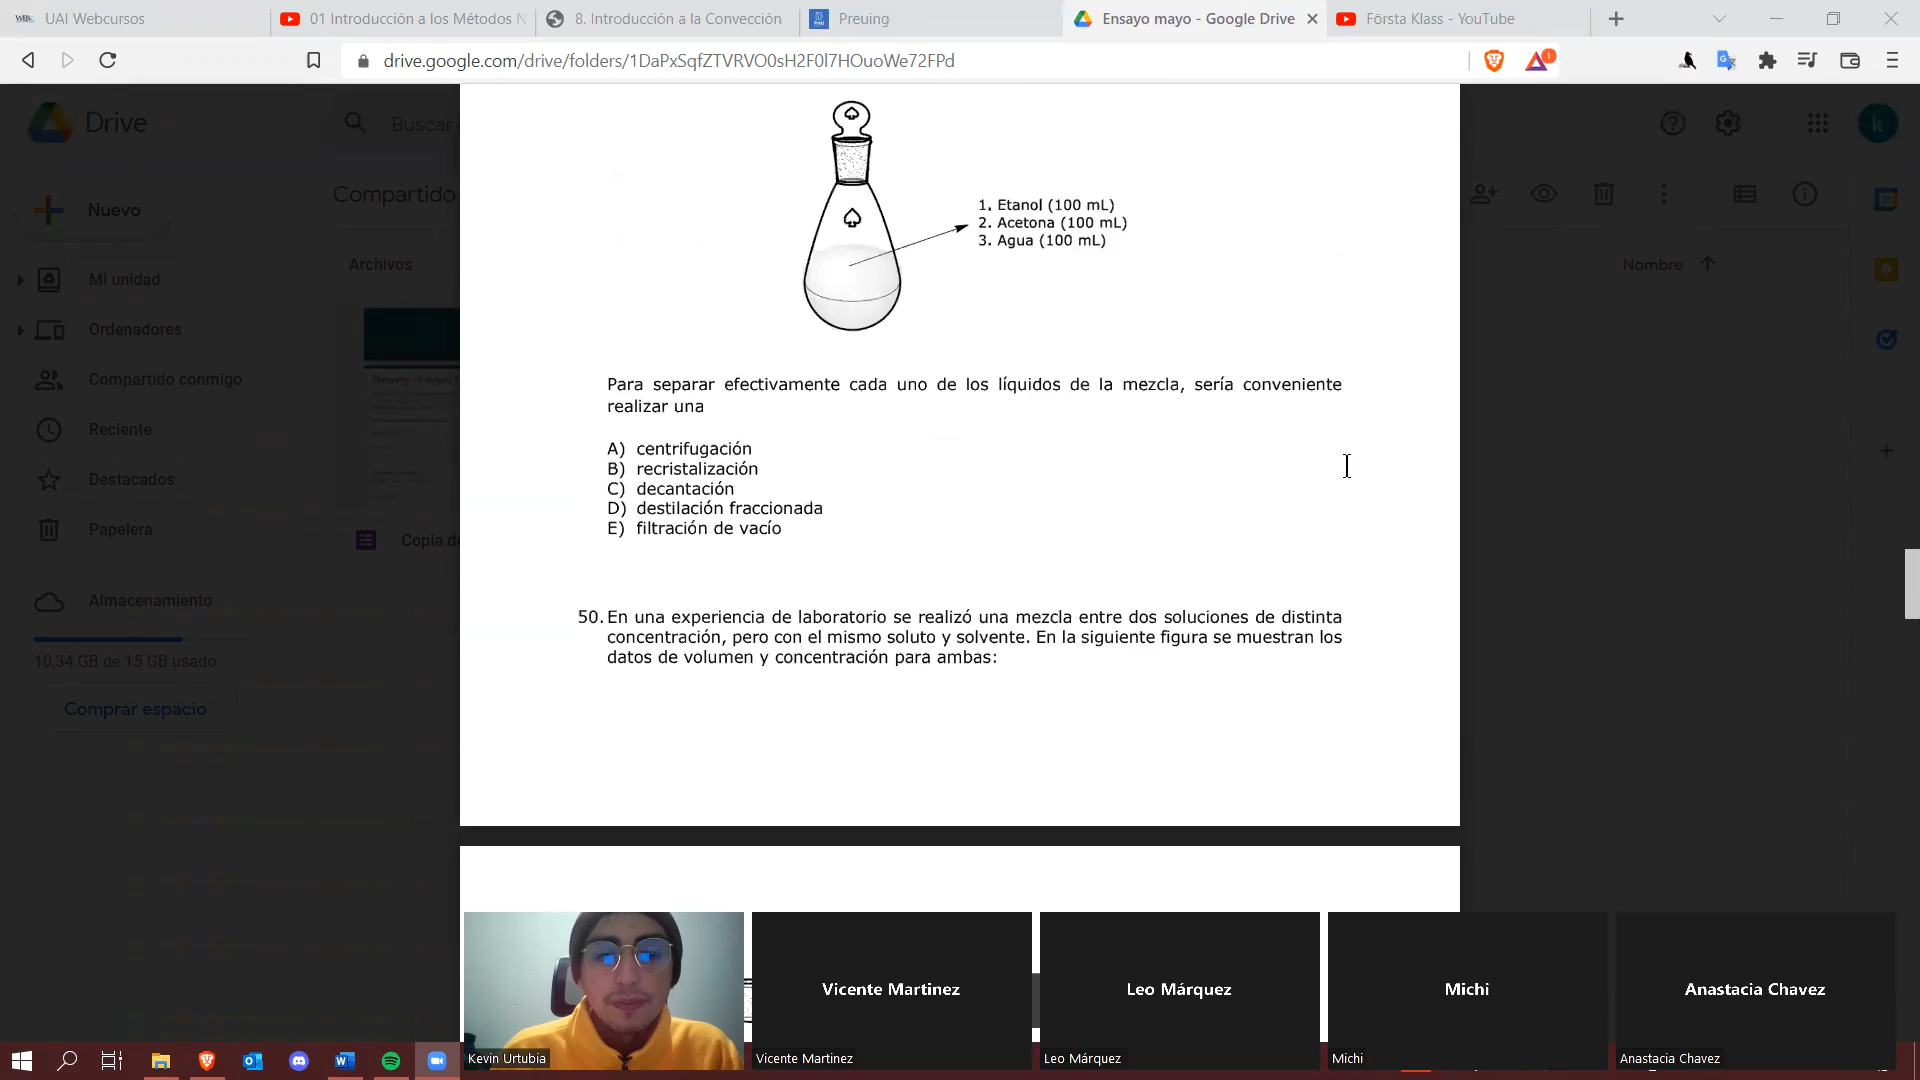 UAI Webcursos
01 Introducción a los Métodos N
8. Introducción a la Convección
Preuing
Ensayo mayo - Google Drive
Första Klass - YouTube
drive.google.com/drive/folders/1DaPxSqfZTVRVO0sH2F0l7HOuoWe72FPd
1
Drive
Buscar
k
Nuevo
Compartido
Archivos
Nombre
Mi unidad
Ordenadores
Compartido conmigo
Reciente
Destacados
Papelera
Copia de
Almacenamiento
10,34 GB de 15 GB usado
Comprar espacio
1. Etanol (100 mL)
2. Acetona (100 mL)
3. Agua (100 mL)
Para separar efectivamente cada uno de los líquidos de la mezcla, sería conveniente
realizar una
A) centrifugación
B) recristalización
C) decantación
D) destilación fraccionada
E) filtración de vacío
50. En una experiencia de laboratorio se realizó una mezcla entre dos soluciones de distinta
concentración, pero con el mismo soluto y solvente. En la siguiente figura se muestran los
datos de volumen y concentración para ambas:
Vicente Martinez
Leo Márquez
Michi
Anastacia Chavez
Kevin Urtubia
Vicente Martinez
Leo Márquez
Michi
Anastacia Chavez